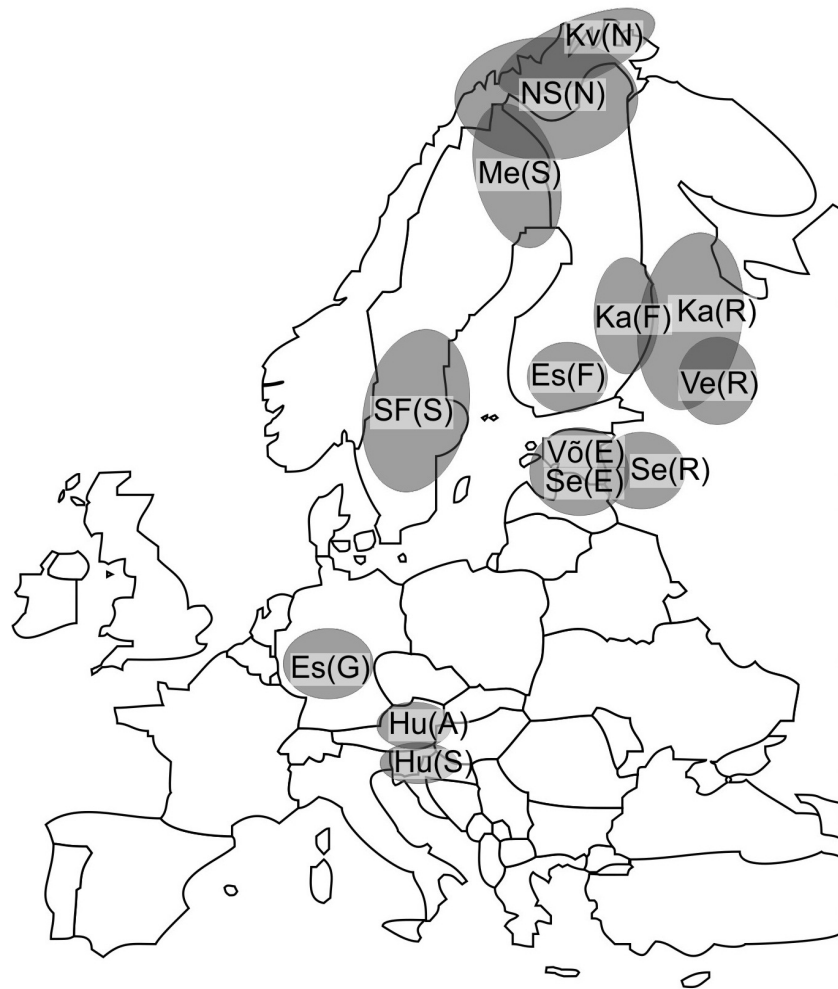 Kv(N)
NS(N)
Me(S)
Ka(F)
Ka(R)
Es(F)
Ve(R)
SF(S)
Võ(E)
Se(E)
Se(R)
Es(G)
Hu(A)
Hu(S)